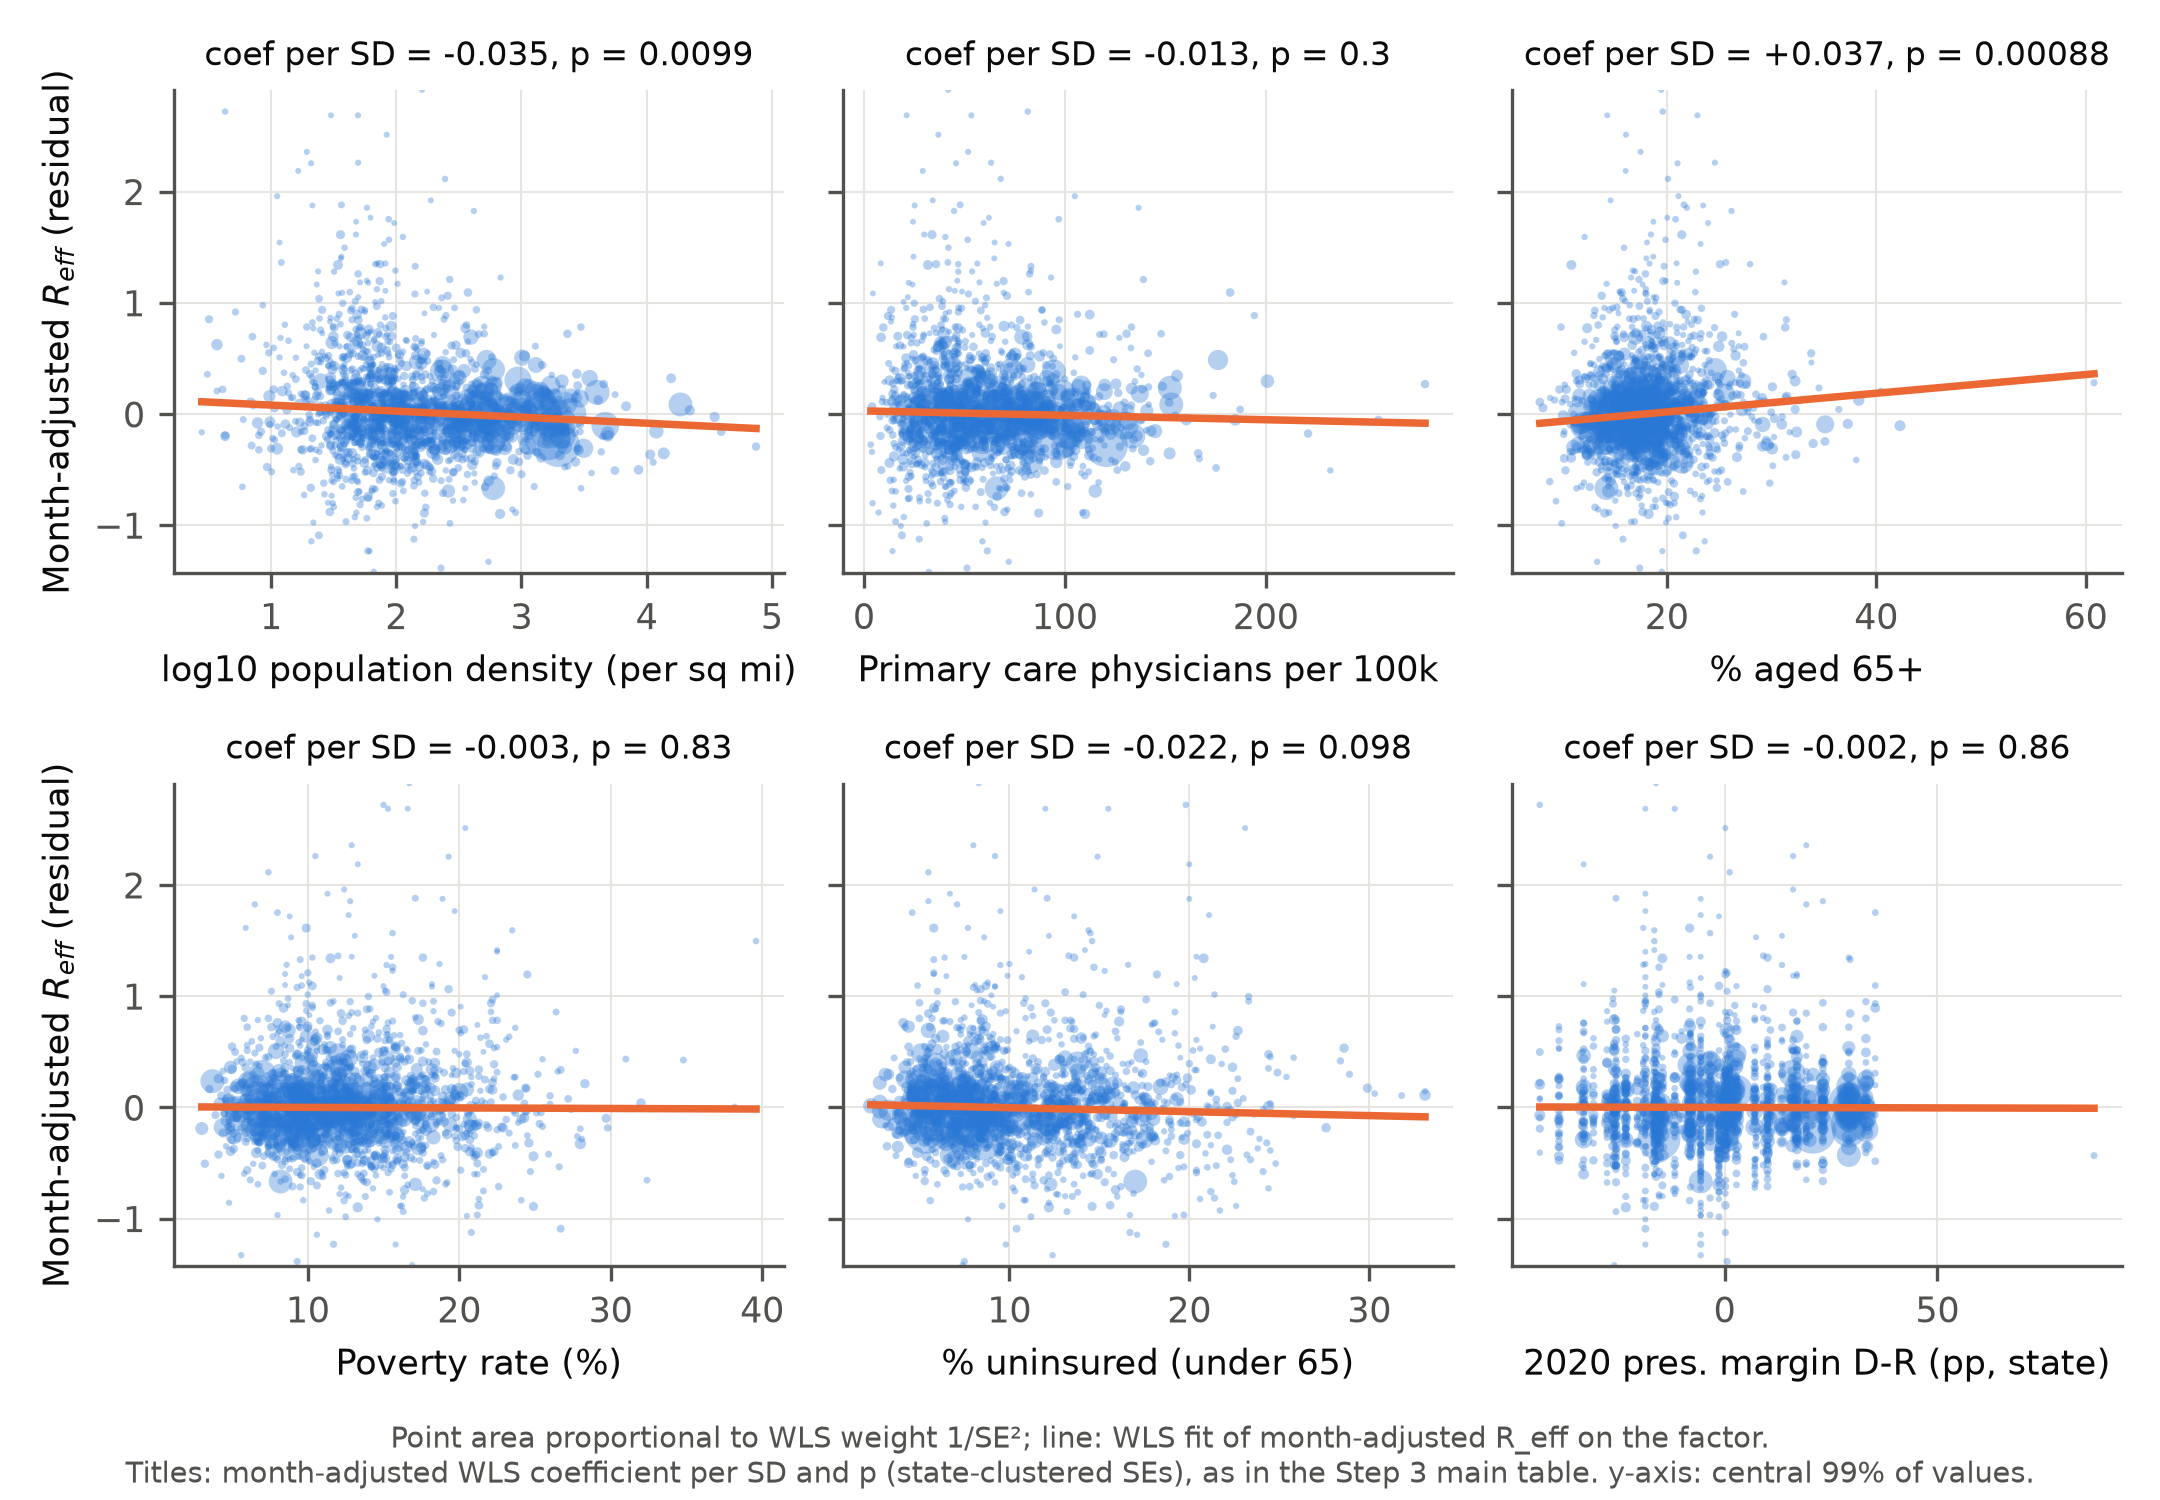 coef per SD = -0.035, p = 0.0099
coef per SD = -0.013, p = 0.3
coef per SD = +0.037, p = 0.00088
Month-adjusted R_eff (residual)
2
1
0
−1
1 2 3 4 5
0 100 200
20 40 60
log10 population density (per sq mi)
Primary care physicians per 100k
% aged 65+
coef per SD = -0.003, p = 0.83
coef per SD = -0.022, p = 0.098
coef per SD = -0.002, p = 0.86
Month-adjusted R_eff (residual)
2
1
0
−1
10 20 30 40
10 20 30
0 50
Poverty rate (%)
% uninsured (under 65)
2020 pres. margin D-R (pp, state)
Point area proportional to WLS weight 1/SE²; line: WLS fit of month-adjusted R_eff on the factor.
Titles: month-adjusted WLS coefficient per SD and p (state-clustered SEs), as in the Step 3 main table. y-axis: central 99% of values.